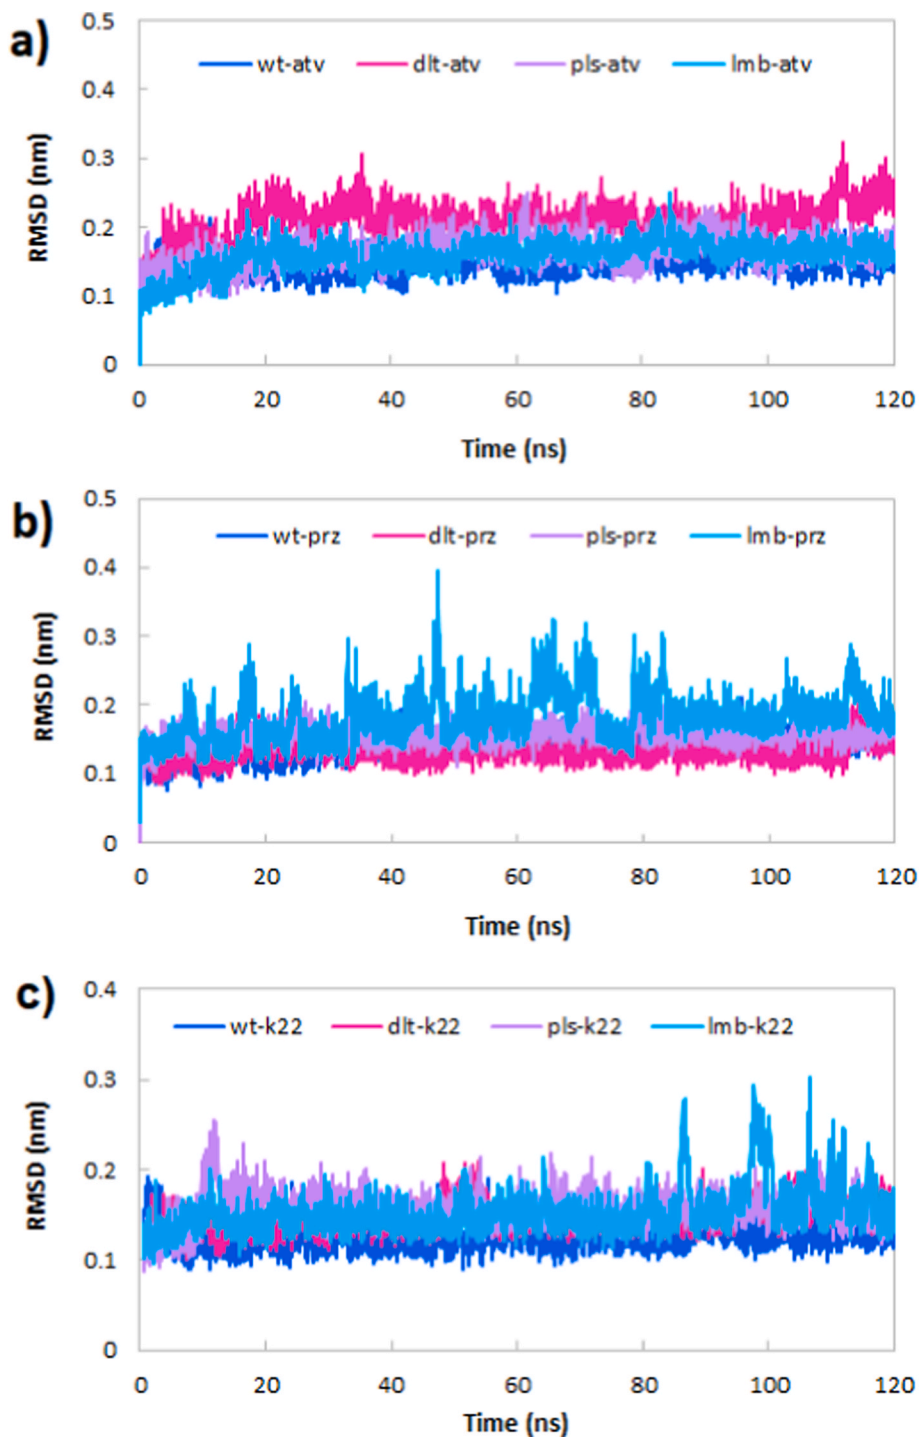 a)
0.5
wt-atv dlt-atv pls-atv lmb-atv
0.4
0.3
RMSD (nm)
0.2
0.1
0
0 20 40 60 80 100 120
Time (ns)
b)
0.5
wt-prz dlt-prz pls-prz lmb-prz
0.4
0.3
RMSD (nm)
0.2
0.1
0
0 20 40 60 80 100 120
Time (ns)
c)
0.4
wt-k22 dlt-k22 pls-k22 lmb-k22
0.3
RMSD (nm)
0.2
0.1
0
0 20 40 60 80 100 120
Time (ns)